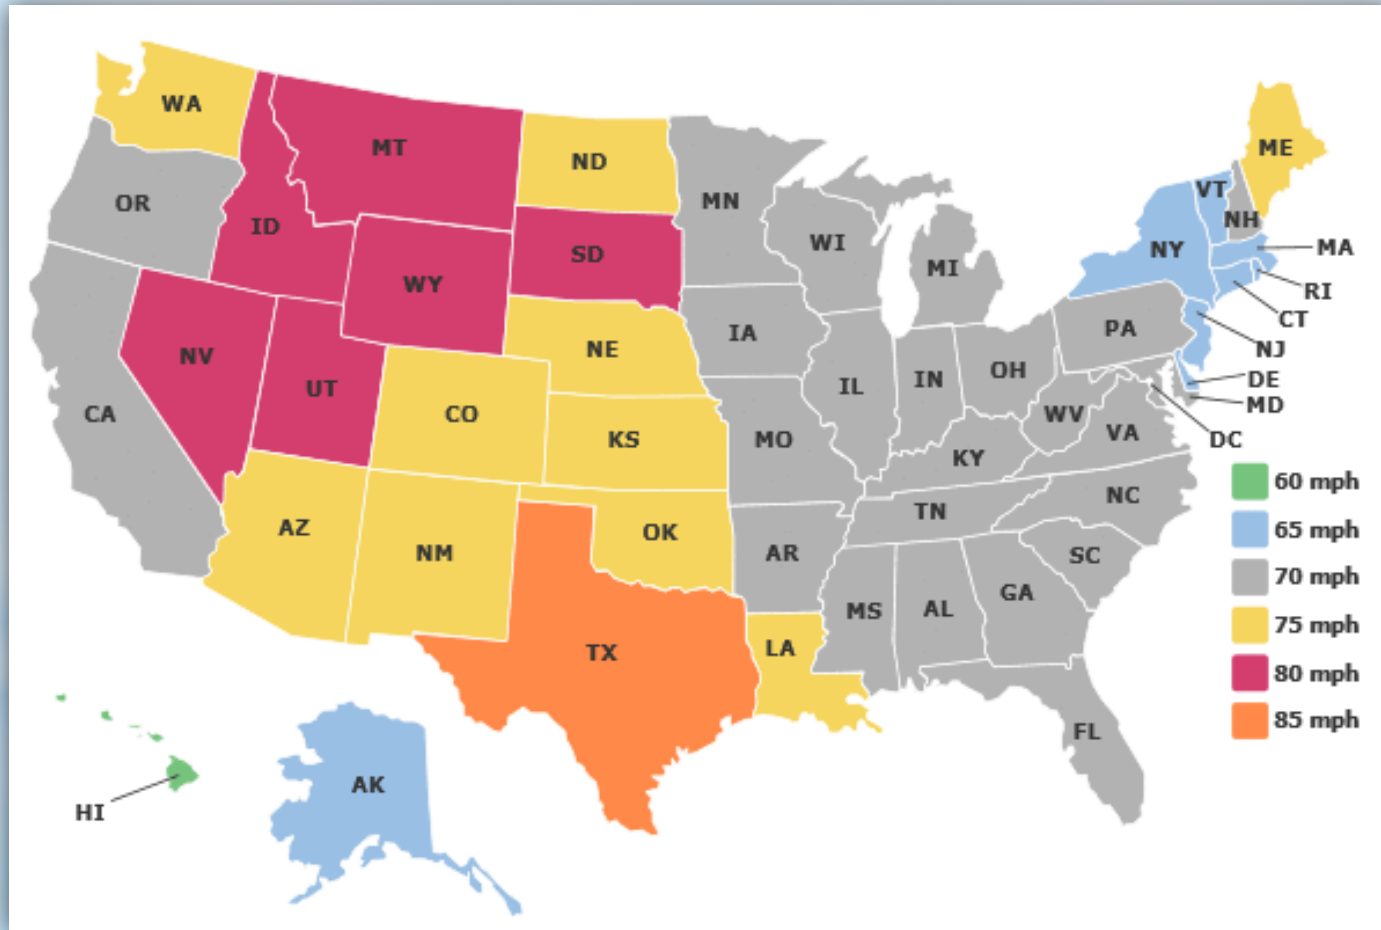 WA
MT
ND
ME
OR
ID
MN
VT
NH
SD
WI
NY
MA
WY
MI
RI
CT
NV
IA
PA
NJ
NE
UT
OH
IN
IL
DE
MD
CO
KS
MO
WV
VA
DC
CA
KY
AZ
NM
OK
AR
TN
NC
SC
GA
MS
AL
TX
LA
FL
HI
AK
60 mph
65 mph
70 mph
75 mph
80 mph
85 mph